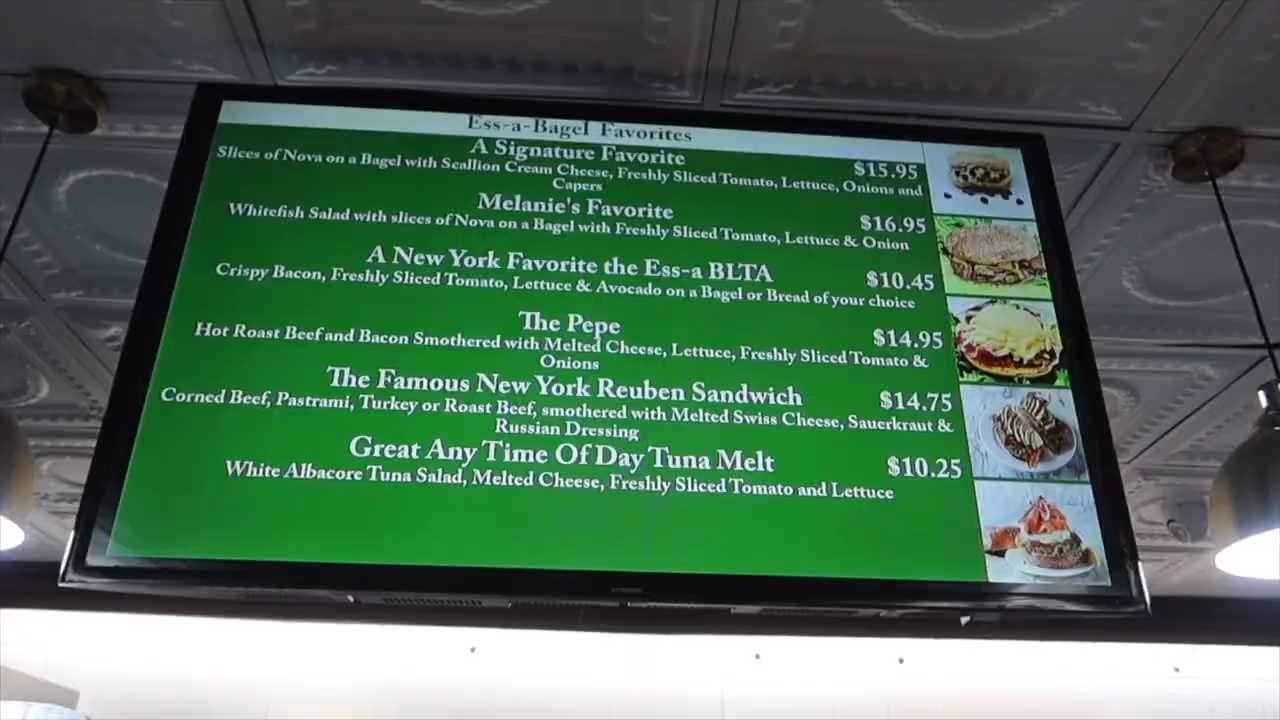 Ess-a-Bagel Favorites
A Signature Favorite $15.95
Slices of Nova on a Bagel with Scallion Cream Cheese, Freshly Sliced Tomato, Lettuce, Onions and
Capers
Melanie's Favorite $16.95
Whitefish Salad with slices of Nova on a Bagel with Freshly Sliced Tomato, Lettuce & Onion
A New York Favorite the Ess-a BLTA $10.45
Crispy Bacon, Freshly Sliced Tomato, Lettuce & Avocado on a Bagel or Bread of your choice
The Pepe $14.95
Hot Roast Beef and Bacon Smothered with Melted Cheese, Lettuce, Freshly Sliced Tomato &
Onions
The Famous New York Reuben Sandwich $14.75
Corned Beef, Pastrami, Turkey or Roast Beef, smothered with Melted Swiss Cheese, Sauerkraut &
Russian Dressing
Great Any Time Of Day Tuna Melt $10.25
White Albacore Tuna Salad, Melted Cheese, Freshly Sliced Tomato and Lettuce